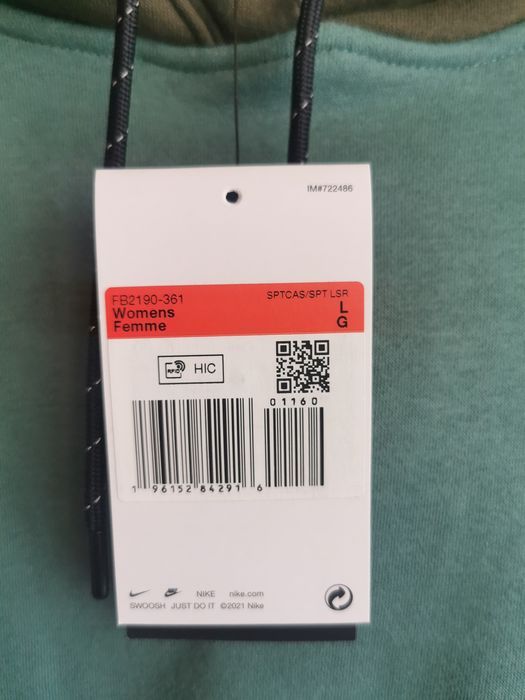 IM#722486
FB2190-361
SPTCAS/SPT LSR
Womens
L
Femme
G
RFID HIC
01160
1 96152 84291 6
NIKE nike.com
SWOOSH JUST DO IT ©2021 Nike